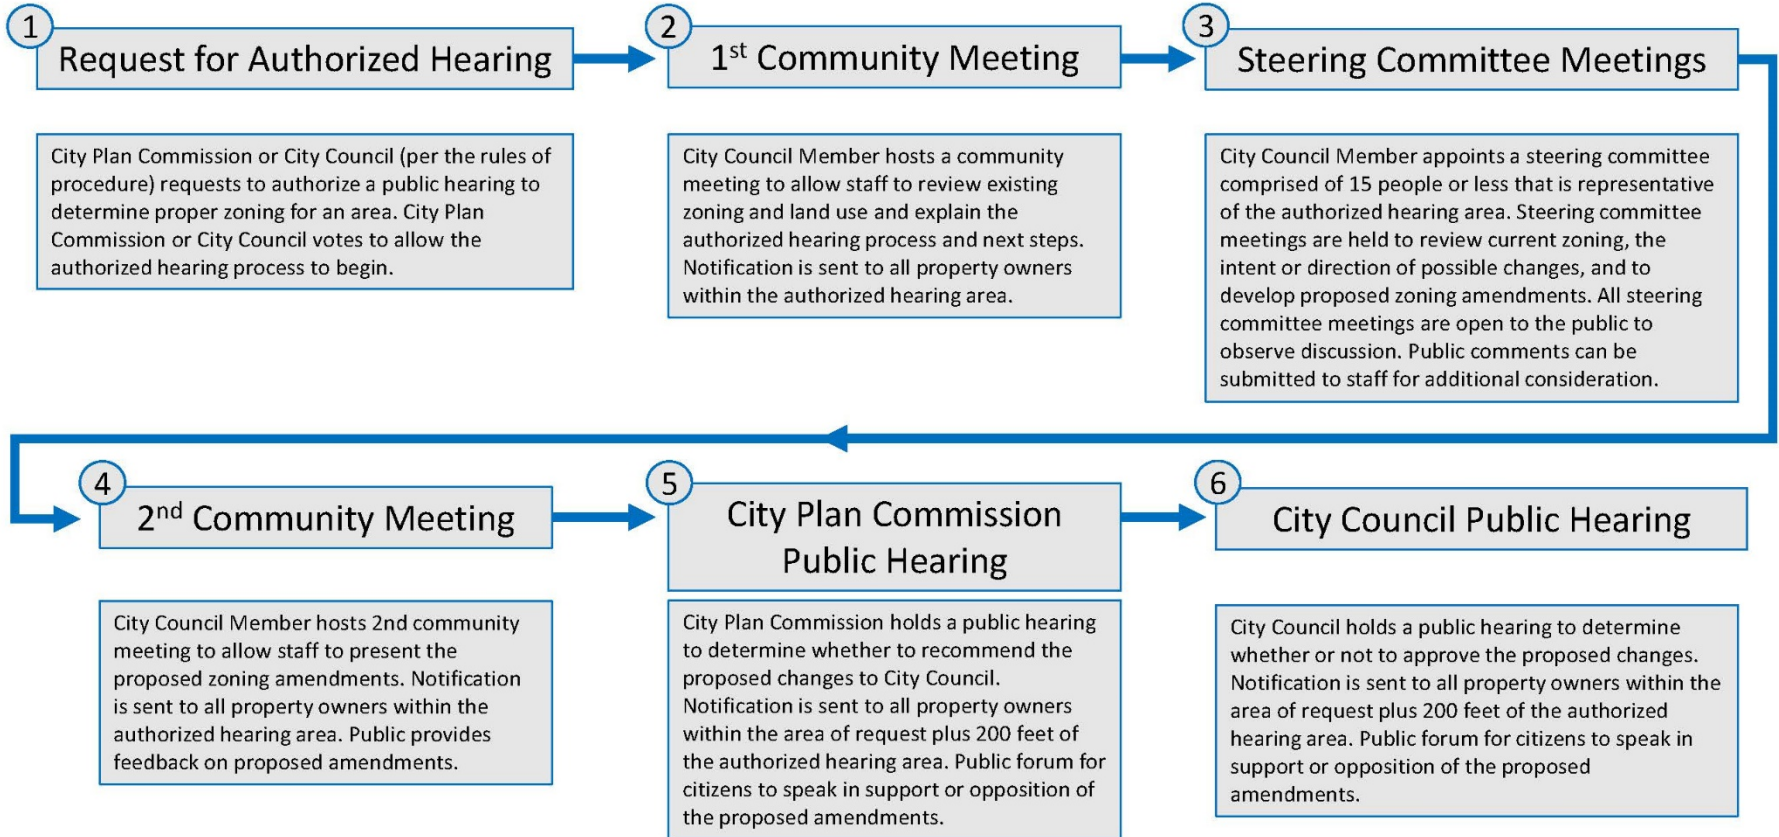 1
Request for Authorized Hearing
City Plan Commission or City Council (per the rules of
procedure) requests to authorize a public hearing to
determine proper zoning for an area. City Plan
Commission or City Council votes to allow the
authorized hearing process to begin.
2
1st Community Meeting
City Council Member hosts a community
meeting to allow staff to review existing
zoning and land use and explain the
authorized hearing process and next steps.
Notification is sent to all property owners
within the authorized hearing area.
3
Steering Committee Meetings
City Council Member appoints a steering committee
comprised of 15 people or less that is representative
of the authorized hearing area. Steering committee
meetings are held to review current zoning, the
intent or direction of possible changes, and to
develop proposed zoning amendments. All steering
committee meetings are open to the public to
observe discussion. Public comments can be
submitted to staff for additional consideration.
4
2nd Community Meeting
City Council Member hosts 2nd community
meeting to allow staff to present the
proposed zoning amendments. Notification
is sent to all property owners within the
authorized hearing area. Public provides
feedback on proposed amendments.
5
City Plan Commission
Public Hearing
City Plan Commission holds a public hearing
to determine whether to recommend the
proposed changes to City Council.
Notification is sent to all property owners
within the area of request plus 200 feet of
the authorized hearing area. Public forum for
citizens to speak in support or opposition of
the proposed amendments.
6
City Council Public Hearing
City Council holds a public hearing to determine
whether or not to approve the proposed changes.
Notification is sent to all property owners within the
area of request plus 200 feet of the authorized
hearing area. Public forum for citizens to speak in
support or opposition of the proposed
amendments.